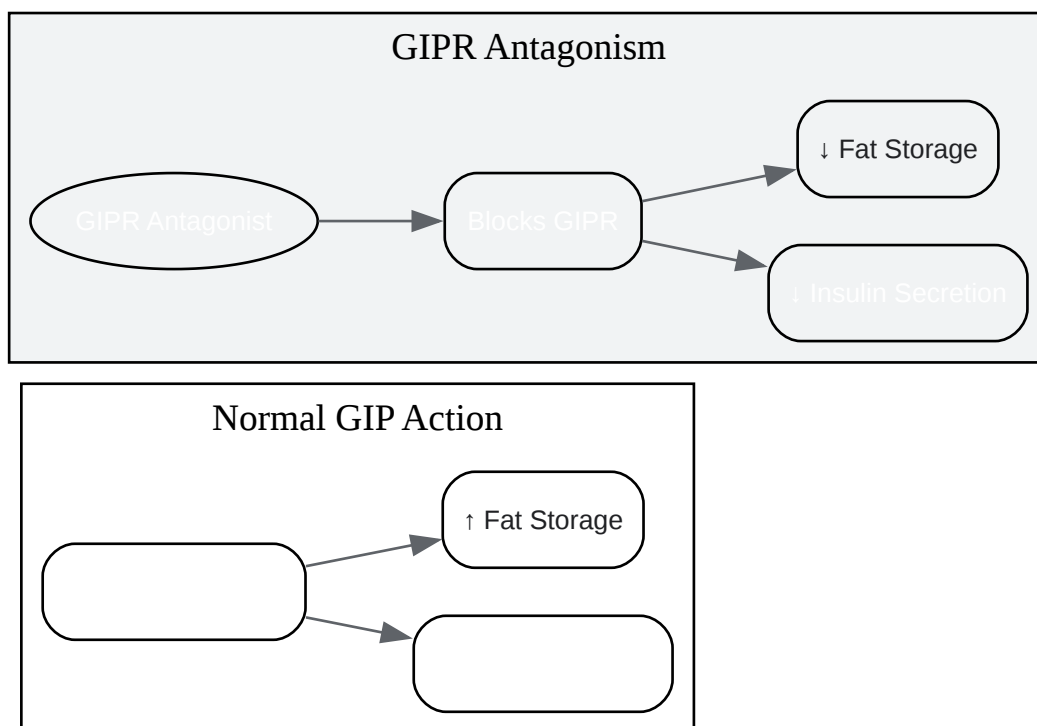 GIPR Antagonism
↓ Fat Storage
GIPR Antagonist
Blocks GIPR
↓ Insulin Secretion
Normal GIP Action
↑ Fat Storage